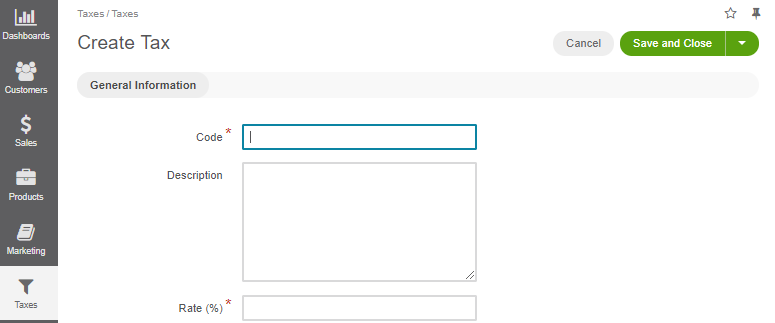 Dashboards
Customers
Sales
Products
Marketing
Taxes
Taxes / Taxes
Create Tax
Cancel
Save and Close
General Information
Code *
Description
Rate (%) *